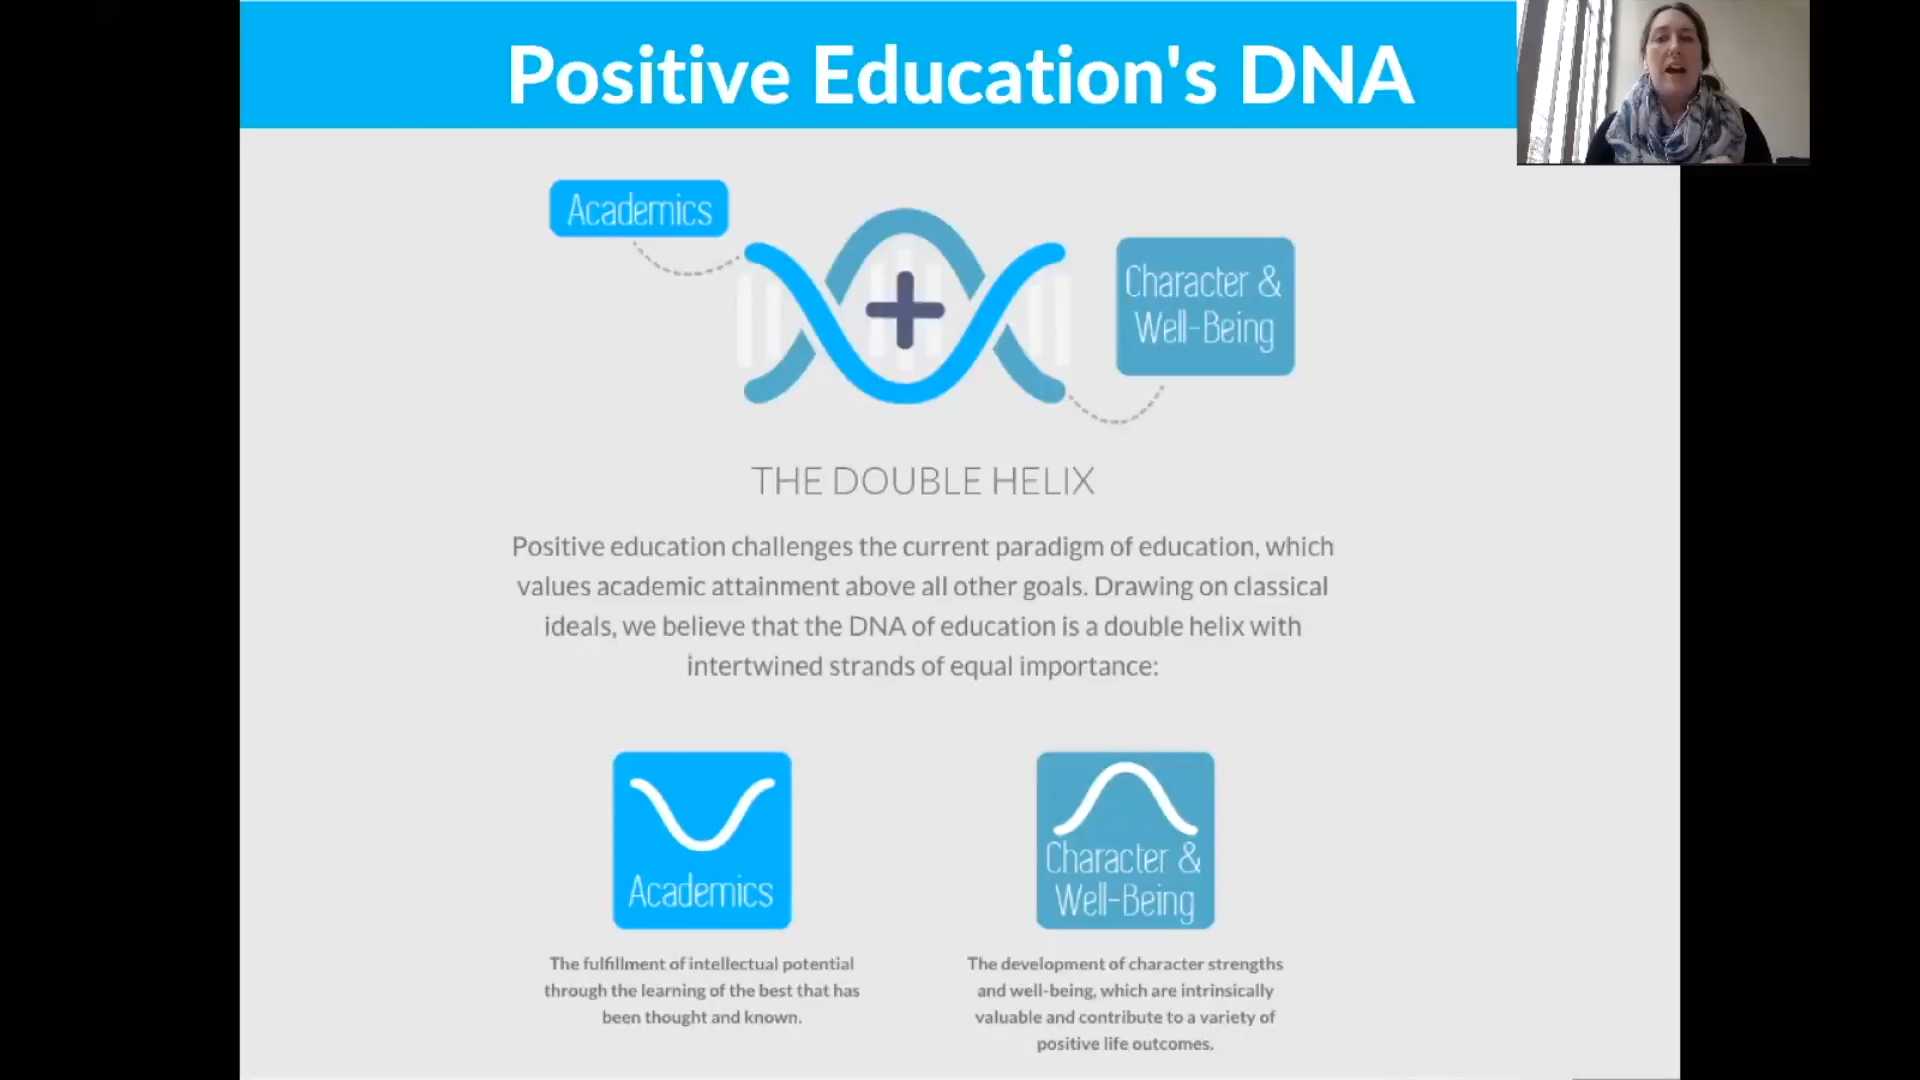 Positive Education's DNA
Academics
Character &
Well-Being
THE DOUBLE HELIX
Positive education challenges the current paradigm of education, which
values academic attainment above all other goals. Drawing on classical
ideals, we believe that the DNA of education is a double helix with
intertwined strands of equal importance:
Academics
The fulfillment of intellectual potential
through the learning of the best that has
been thought and known.
Character &
Well-Being
The development of character strengths
and well-being, which are intrinsically
valuable and contribute to a variety of
positive life outcomes.